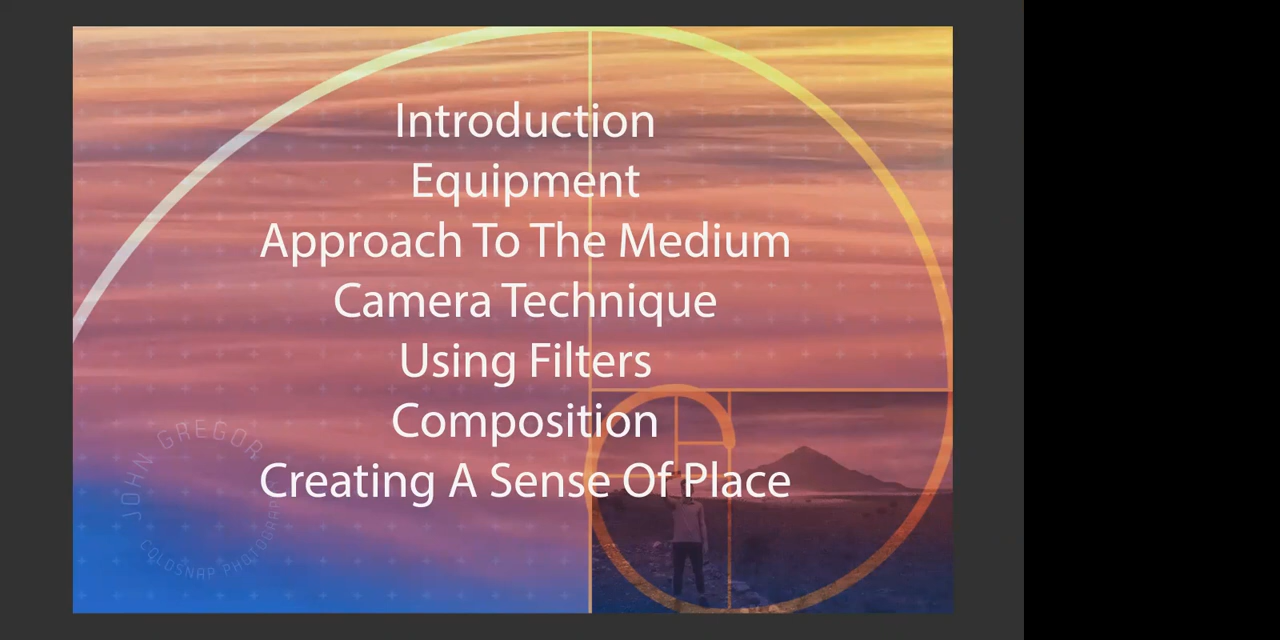 Introduction
Equipment
Approach To The Medium
Camera Technique
Using Filters
Composition
Creating A Sense Of Place
JOHN GREGOR
COLDSNAP PHOTOGRAPHY